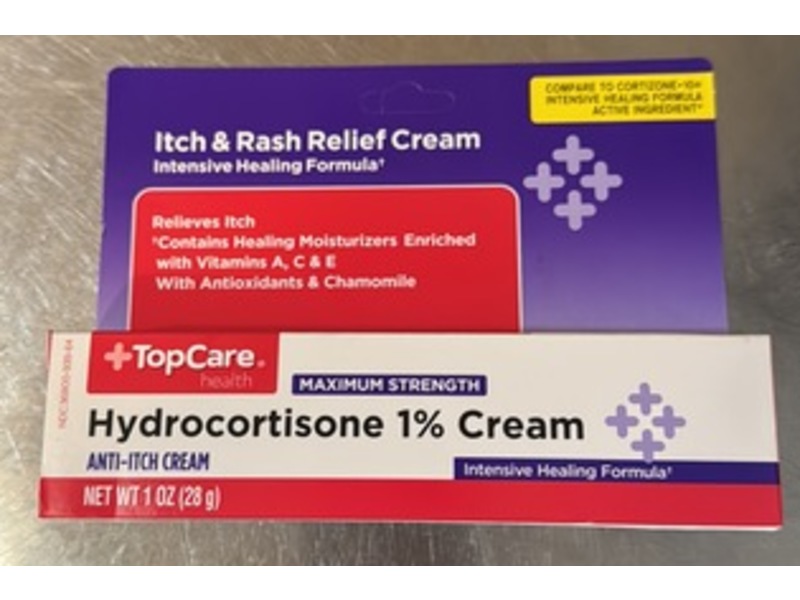 COMPARE TO CORTIZONE-10®
INTENSIVE HEALING FORMULA
ACTIVE INGREDIENT*
Itch & Rash Relief Cream
Intensive Healing Formula†
Relieves Itch
†Contains Healing Moisturizers Enriched
with Vitamins A, C & E
With Antioxidants & Chamomile
TopCare®
health
MAXIMUM STRENGTH
Hydrocortisone 1% Cream
ANTI-ITCH CREAM
Intensive Healing Formula†
NET WT 1 OZ (28 g)